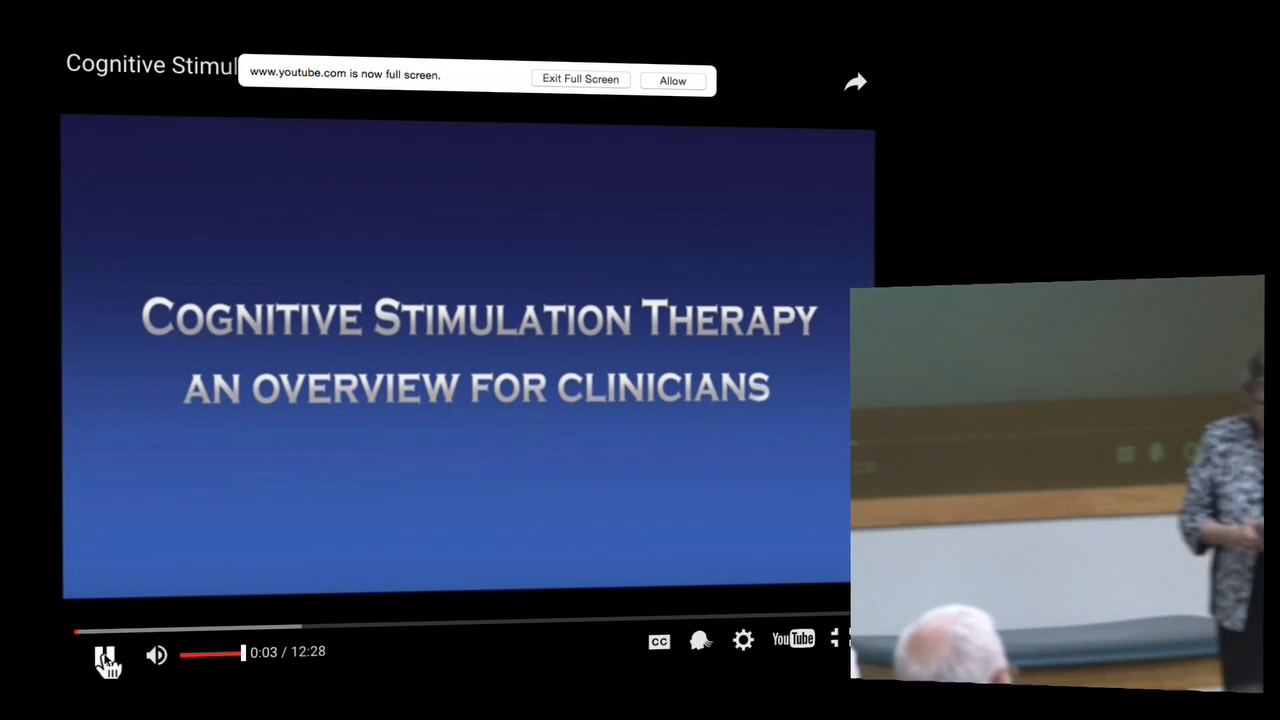 Cognitive Stimul
www.youtube.com is now full screen.
Exit Full Screen
Allow
COGNITIVE STIMULATION THERAPY
AN OVERVIEW FOR CLINICIANS
0:03 / 12:28
CC
YouTube